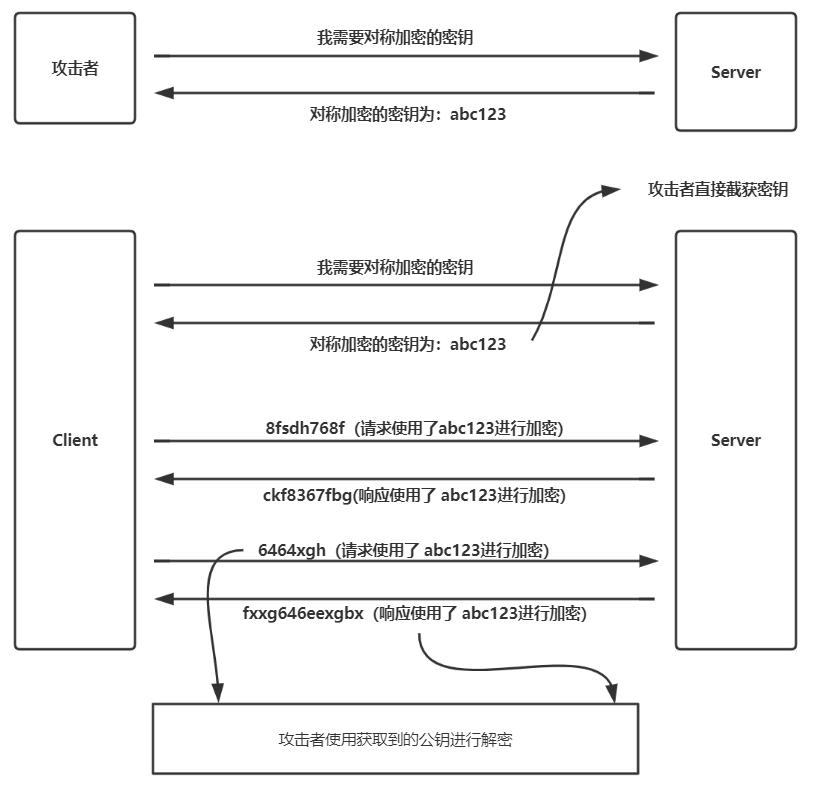 我需要对称加密的密钥
攻击者
Server
对称加密的密钥为：abc123
攻击者直接截获密钥
我需要对称加密的密钥
对称加密的密钥为：abc123
8fsdh768f（请求使用了abc123进行加密）
Client
Server
ckf8367fbg(响应使用了 abc123进行加密)
6464xgh（请求使用了 abc123进行加密）
fxxg646eexgbx（响应使用了 abc123进行加密）
攻击者使用获取到的公钥进行解密